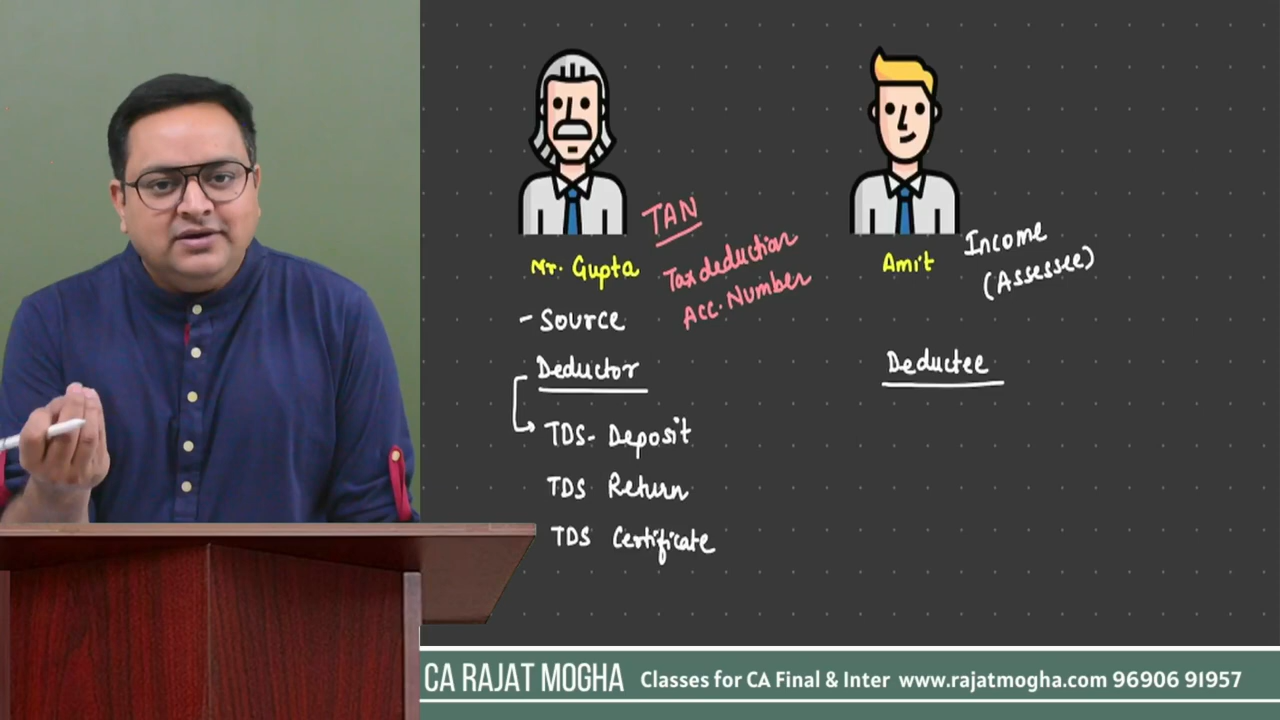 TAN
Mr. Gupta
Tax deduction
Acc. Number
Amit
Income
(Assessee)
- Source
Deductor
Deductee
TDS - Deposit
TDS Return
TDS Certificate
CA RAJAT MOGHA Classes for CA Final & Inter www.rajatmogha.com 96906 91957